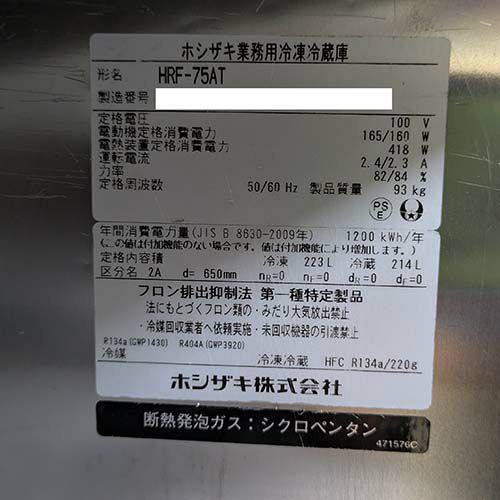 ホシザキ業務用冷凍冷蔵庫
形名 HRF-75AT
製造番号
定格電圧 100 V
電動機定格消費電力 165/160 W
電熱装置定格消費電力 418 W
運転電流 2.4/2.3 A
力率 82/84 %
定格周波数 50/60 Hz 製品質量 93 kg
PS
E
年間消費電力量(JIS B 8630-2009年) 1200 kWh/年
(この値は付加機能のない場合です。値は付加機能により増加します。)
定格内容積 冷凍 223 L 冷蔵 214 L
区分名 2A d= 650mm nR=0 nF=0 dR=0 dF=0
フロン排出抑制法 第一種特定製品
法にもとづくフロン類の・みだり大気放出禁止
・冷媒回収業者へ依頼実施・未回収機器の引渡禁止
R134a(GWP1430) R404A(GWP3920)
冷媒 冷凍冷蔵 HFC R134a/220g
ホシザキ株式会社
断熱発泡ガス:シクロペンタン
471576C